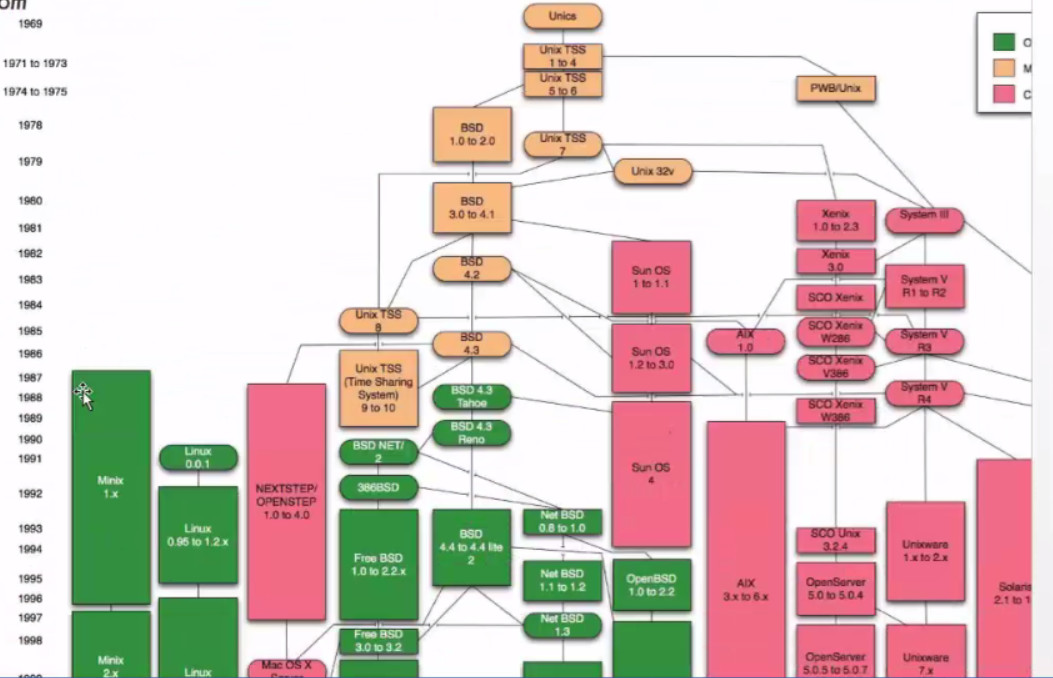 om
1969
1971 to 1973
1974 to 1975
1978
1979
1980
1981
1982
1983
1984
1985
1986
1987
1988
1989
1990
1991
1992
1993
1994
1995
1996
1997
1998
Unics
Unix TSS
1 to 4
Unix TSS
5 to 6
PWB/Unix
O
M
C
BSD
1.0 to 2.0
Unix TSS
7
Unix 32v
BSD
3.0 to 4.1
Xenix
1.0 to 2.3
System III
Xenix
3.0
BSD
4.2
Sun OS
1 to 1.1
System V
R1 to R2
SCO Xenix
Unix TSS
8
SCO Xenix
W286
BSD
4.3
AIX
1.0
System V
R3
Sun OS
1.2 to 3.0
SCO Xenix
V386
Unix TSS
(Time Sharing
System)
9 to 10
BSD 4.3
Tahoe
System V
R4
SCO Xenix
W386
BSD 4.3
Reno
Linux
0.0.1
BSD NET/
2
Sun OS
4
Minix
1.x
386BSD
NEXTSTEP/
OPENSTEP
1.0 to 4.0
Net BSD
0.8 to 1.0
Linux
0.95 to 1.2.x
BSD
4.4 to 4.4 lite
2
SCO Unix
3.2.4
Unixware
1.x to 2.x
Free BSD
1.0 to 2.2.x
Net BSD
1.1 to 1.2
OpenBSD
1.0 to 2.2
AIX
3.x to 6.x
OpenServer
5.0 to 5.0.4
Solaris
2.1 to 1
Net BSD
1.3
Free BSD
3.0 to 3.2
OpenServer
5.0.5 to 5.0.7
Unixware
7.x
Minix
2.x
Linux
Mac OS X
Server